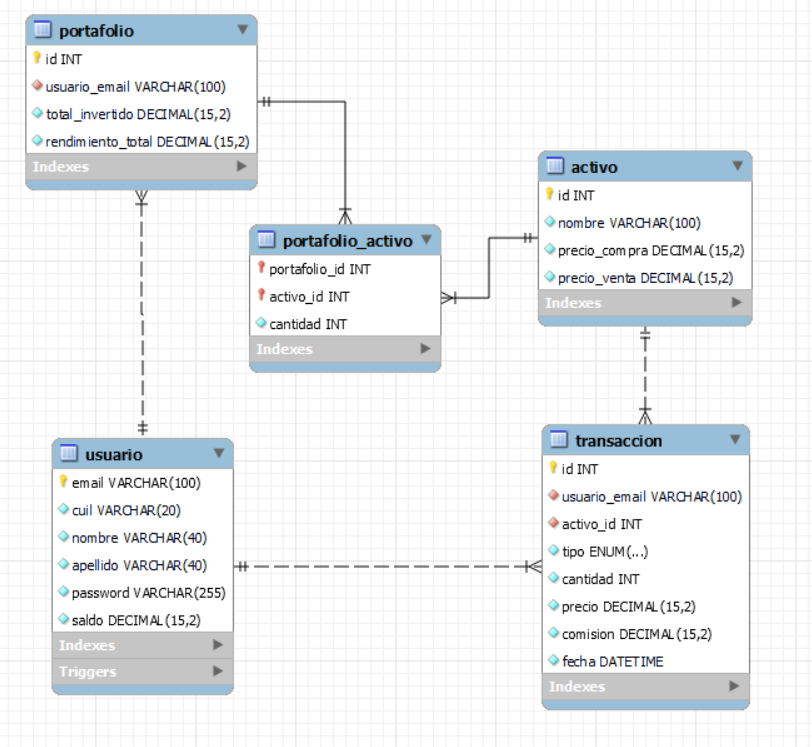 portafolio
id INT
usuario_email VARCHAR(100)
total_invertido DECIMAL(15,2)
rendimiento_total DECIMAL(15,2)
Indexes
activo
id INT
nombre VARCHAR(100)
precio_compra DECIMAL(15,2)
precio_venta DECIMAL(15,2)
Indexes
portafolio_activo
portafolio_id INT
activo_id INT
cantidad INT
Indexes
usuario
email VARCHAR(100)
cuil VARCHAR(20)
nombre VARCHAR(40)
apellido VARCHAR(40)
password VARCHAR(255)
saldo DECIMAL(15,2)
Indexes
Triggers
transaccion
id INT
usuario_email VARCHAR(100)
activo_id INT
tipo ENUM(...)
cantidad INT
precio DECIMAL(15,2)
comision DECIMAL(15,2)
fecha DATETIME
Indexes